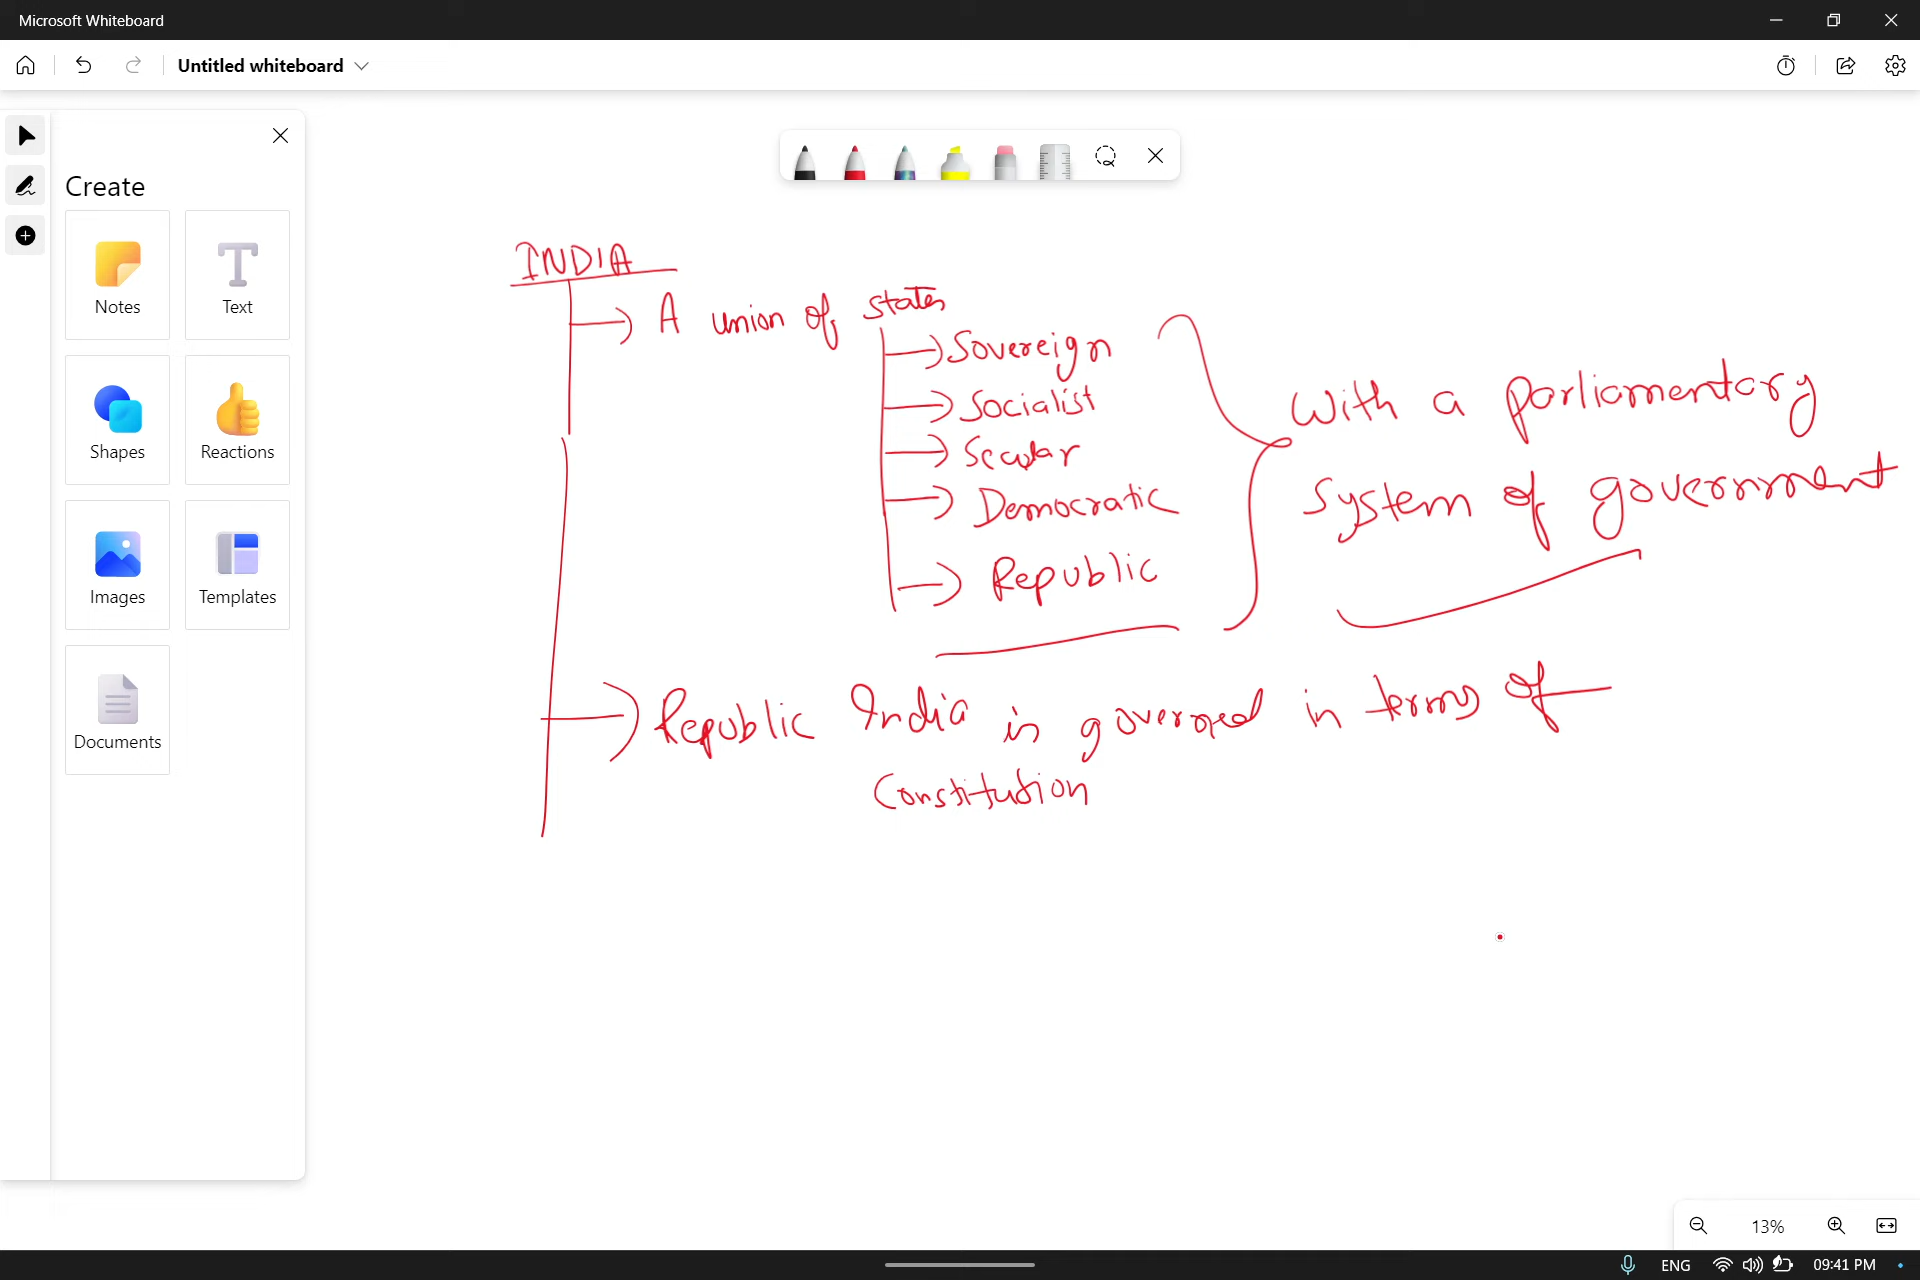 Microsoft Whiteboard
Untitled whiteboard
Create
Notes
Text
Shapes
Reactions
Images
Templates
Documents
INDIA
A union of states
Sovereign
Socialist
Secular
Democratic
Republic
With a parliamentary
system of government
Republic India is governed in terms of
Constitution
13%
ENG
09:41 PM